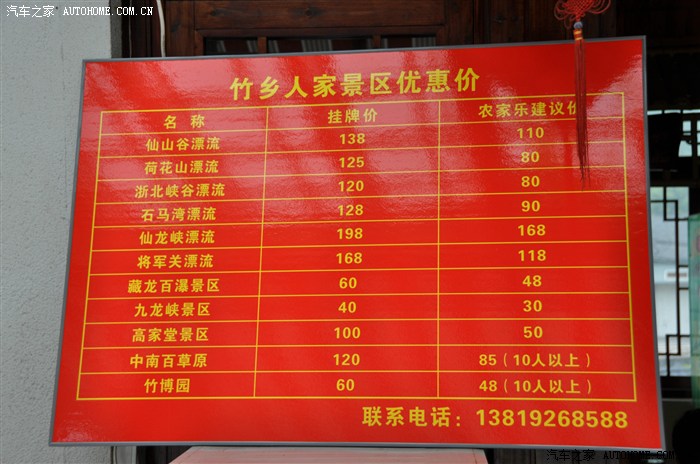 汽车之家 AUTOHOME.COM.CN
竹乡人家景区优惠价
名 称 挂牌价 农家乐建议价
仙山谷漂流 138 110
荷花山漂流 125 80
浙北峡谷漂流 120 80
石马湾漂流 128 90
仙龙峡漂流 198 168
将军关漂流 168 118
藏龙百瀑景区 60 48
九龙峡景区 40 30
高家堂景区 100 50
中南百草原 120 85（10人以上）
竹博园 60 48（10人以上）
联系电话：13819268588
汽车之家 AUTOHOME.COM.CN